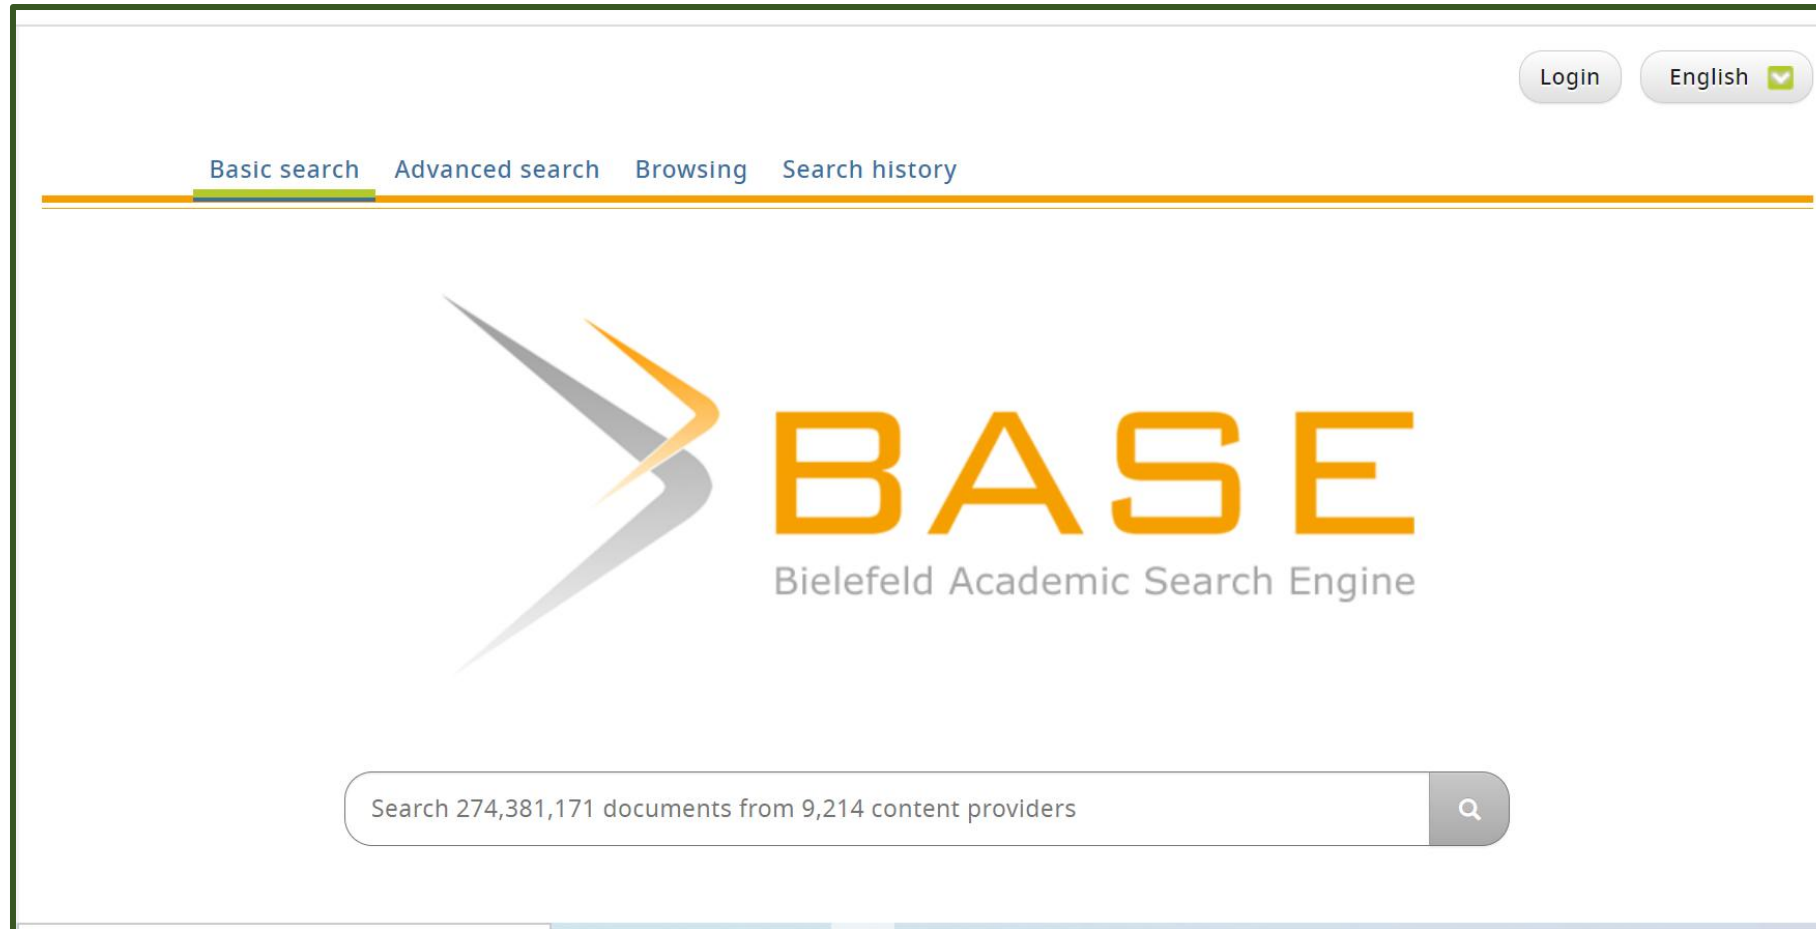 Login English
Basic search Advanced search Browsing Search history
BASE
Bielefeld Academic Search Engine
Search 274,381,171 documents from 9,214 content providers